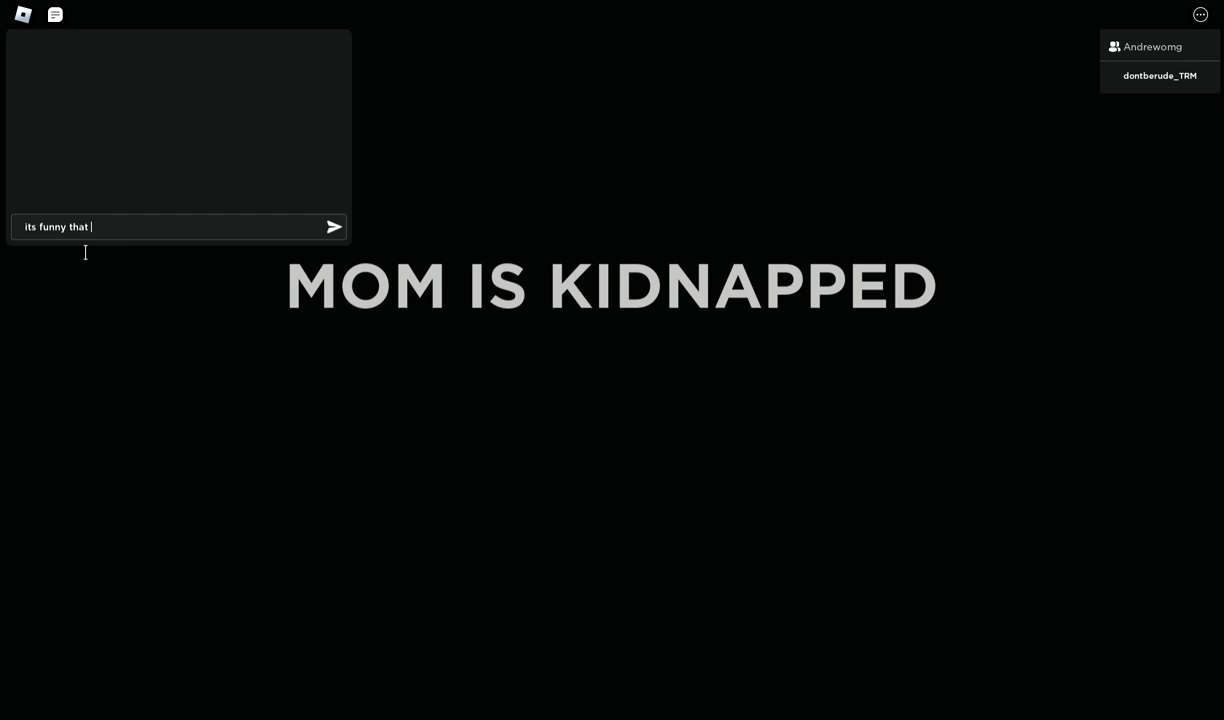 Andrewomg
dontberude_TRM
its funny that
MOM IS KIDNAPPED